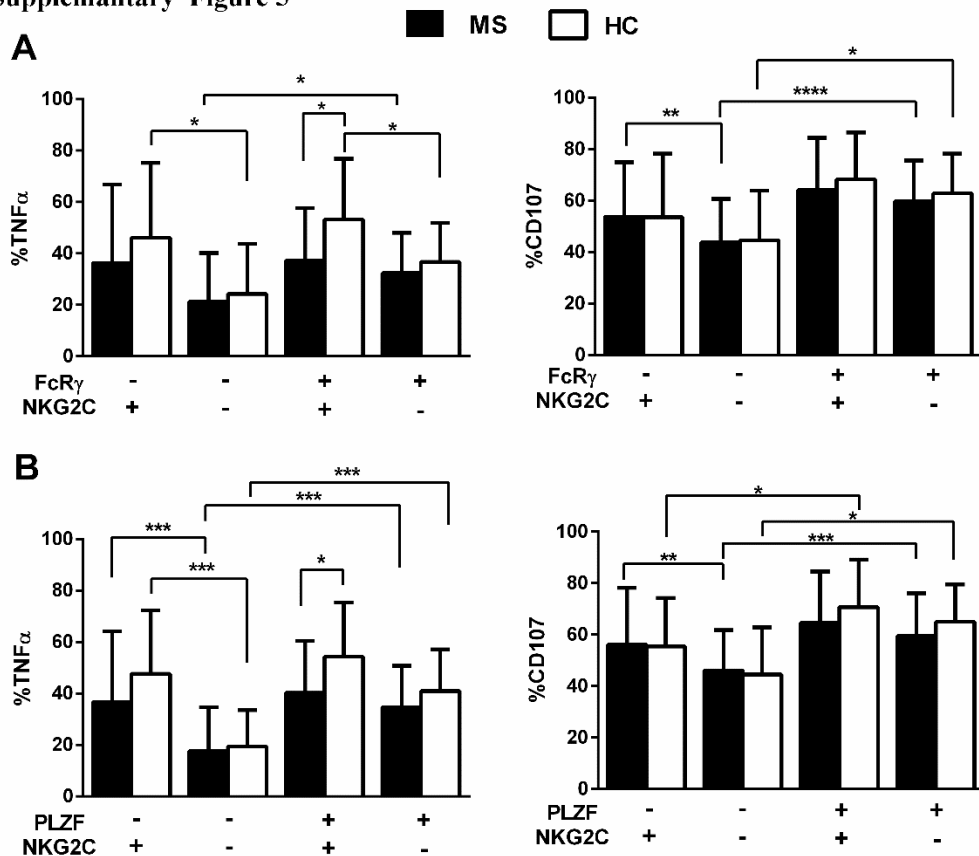 Supplementary Figure 5
MS HC
A
* * * *
%TNFα
100
80
60
40
20
0
FcRγ - - + +
NKG2C + - + -
* **** **
%CD107
100
80
60
40
20
0
FcRγ - - + +
NKG2C + - + -
B
*** *** *** *** *
%TNFα
100
80
60
40
20
0
PLZF - - + +
NKG2C + - + -
* * *** **
%CD107
100
80
60
40
20
0
PLZF - - + +
NKG2C + - + -